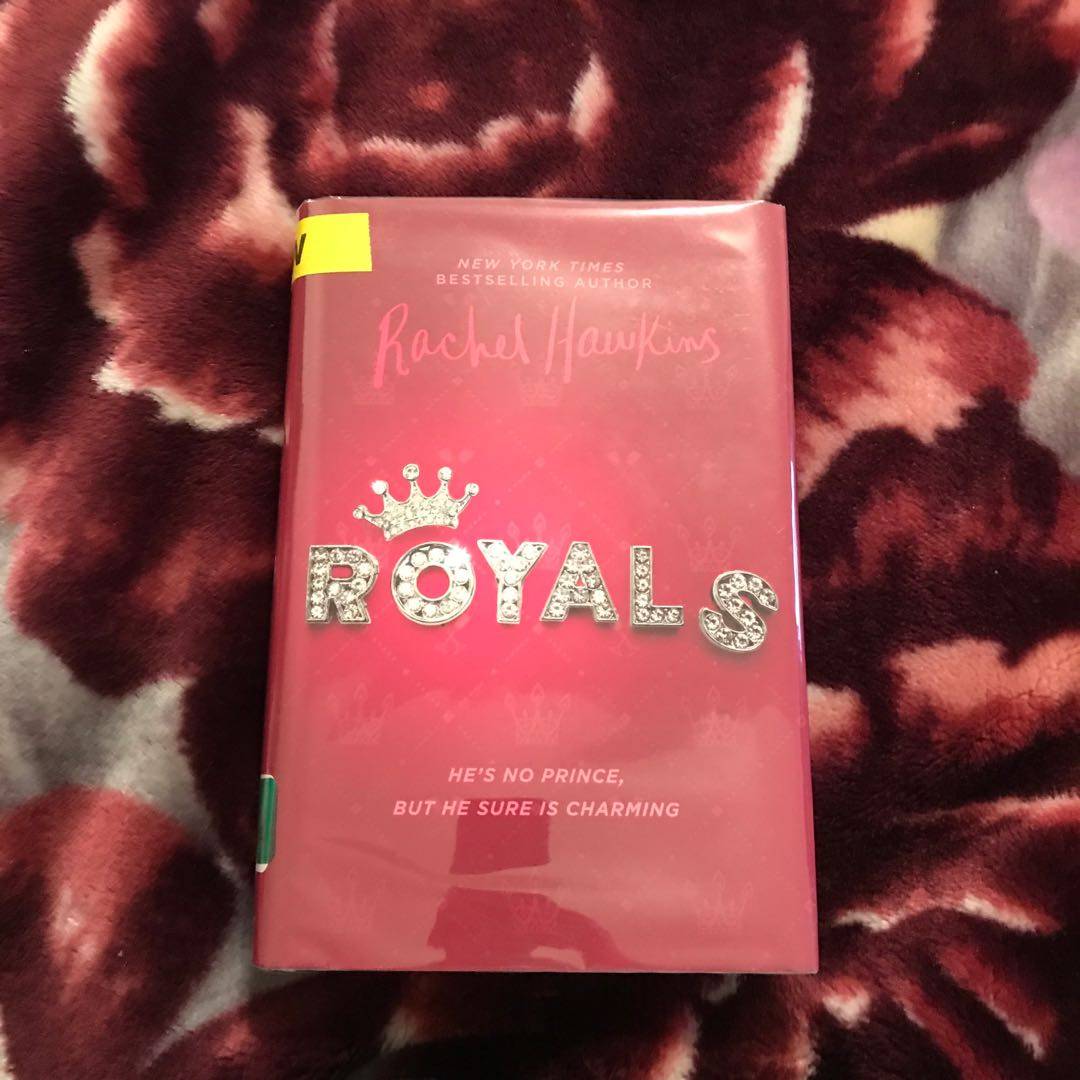 NEW YORK TIMES
BESTSELLING AUTHOR
Rachel Hawkins
ROYALS
HE'S NO PRINCE,
BUT HE SURE IS CHARMING